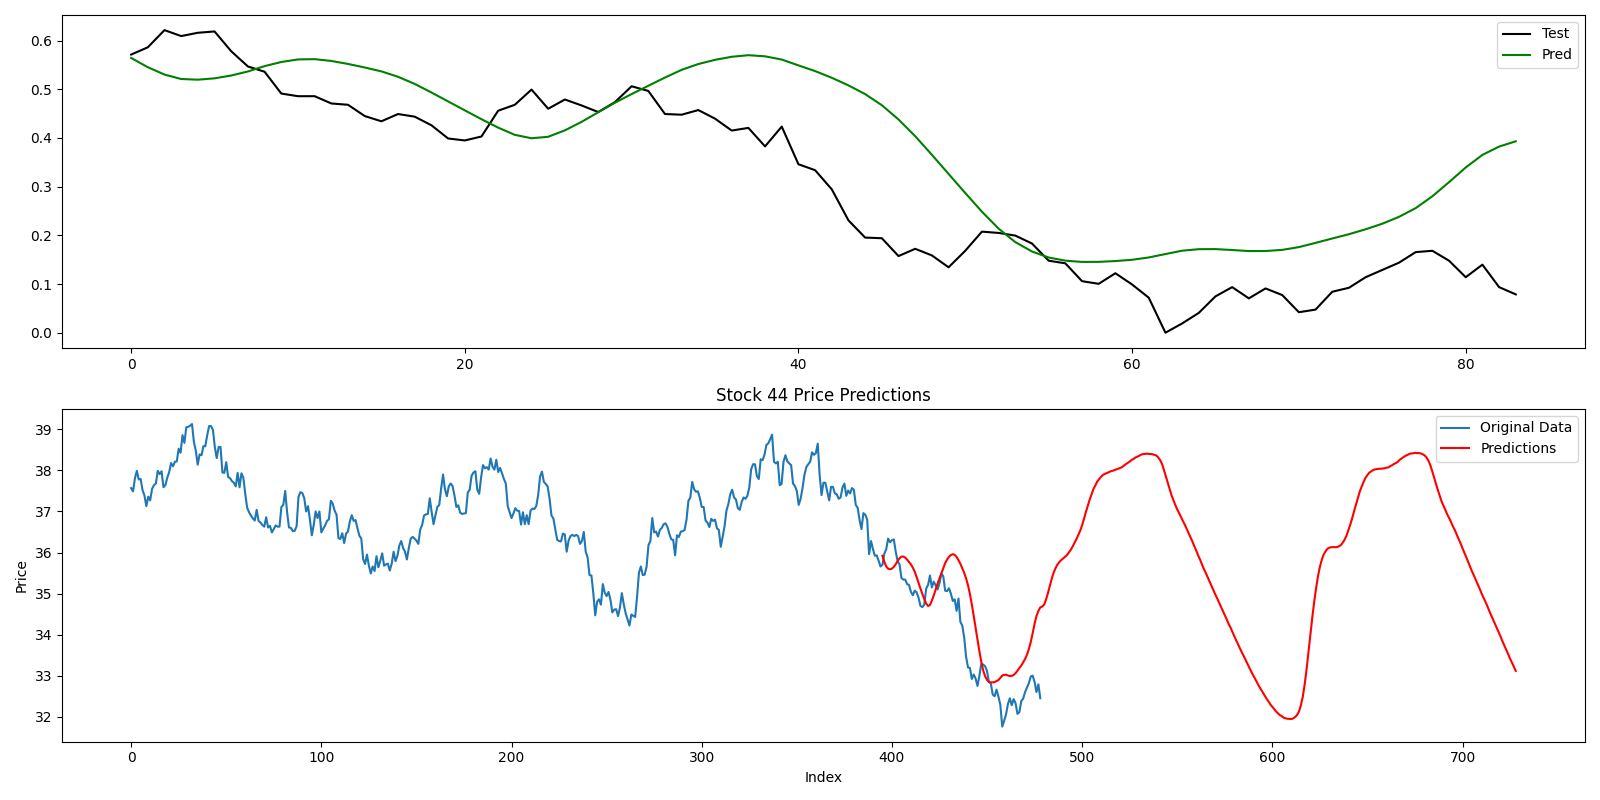 0.6
0.5
0.4
0.3
0.2
0.1
0.0
Test
Pred
0 20 40 60 80
Stock 44 Price Predictions
39
38
37
36
35
34
33
32
Price
Original Data
Predictions
0 100 200 300 400 500 600 700
Index